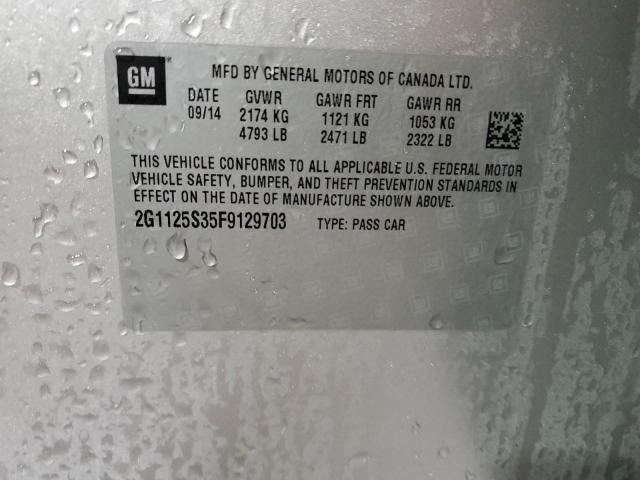 GM
MFD BY GENERAL MOTORS OF CANADA LTD.
DATE GVWR GAWR FRT GAWR RR
09/14 2174 KG 1121 KG 1053 KG
4793 LB 2471 LB 2322 LB
THIS VEHICLE CONFORMS TO ALL APPLICABLE U.S. FEDERAL MOTOR
VEHICLE SAFETY, BUMPER, AND THEFT PREVENTION STANDARDS IN
EFFECT ON THE DATE OF MANUFACTURE SHOWN ABOVE.
2G1125S35F9129703 TYPE: PASS CAR